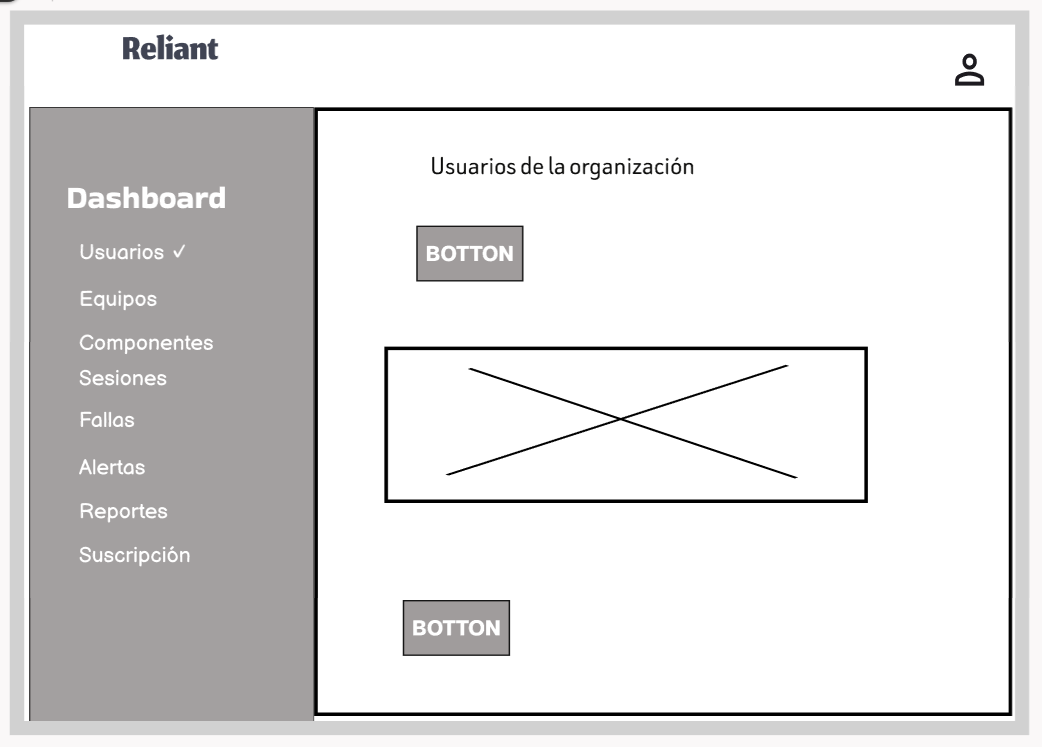 Reliant
Dashboard
Usuarios ✓
Equipos
Componentes
Sesiones
Fallas
Alertas
Reportes
Suscripción
Usuarios de la organización
BOTTON
BOTTON